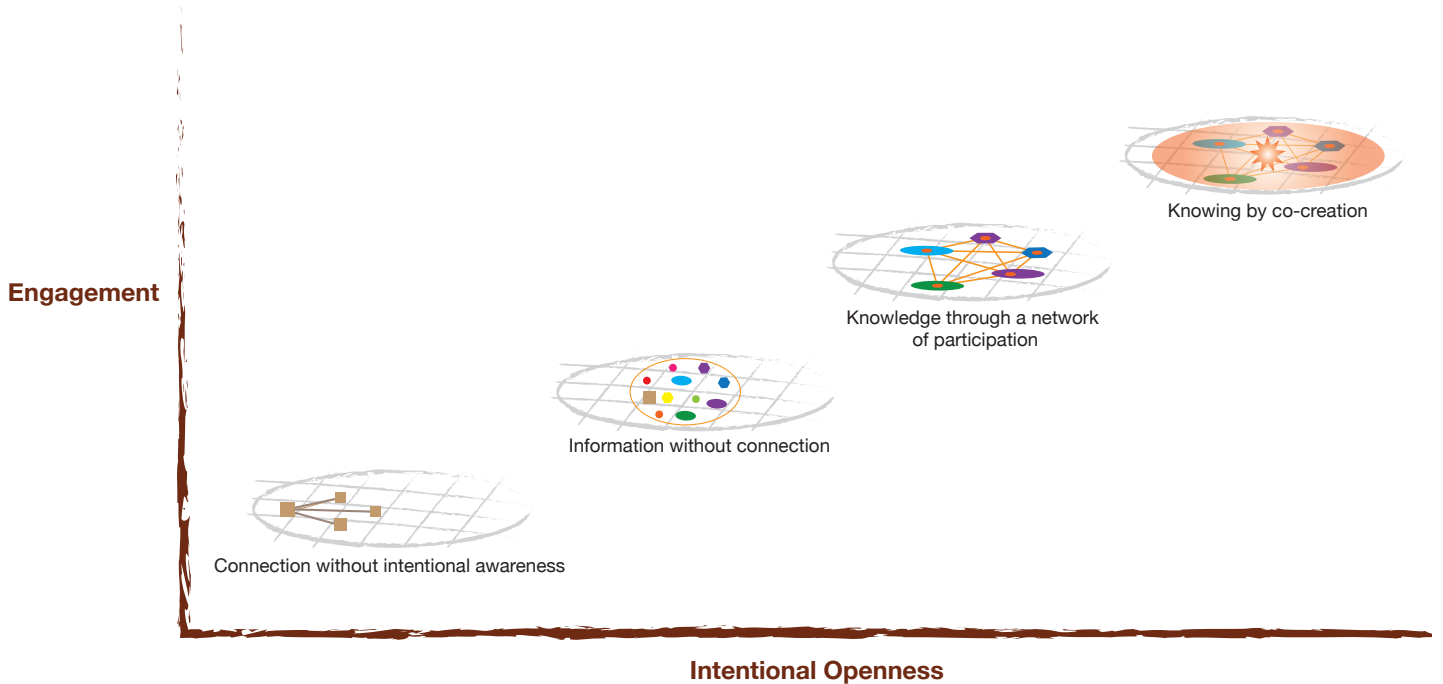 Knowing by co-creation
Engagement
Knowledge through a network
of participation
Information without connection
Connection without intentional awareness
Intentional Openness